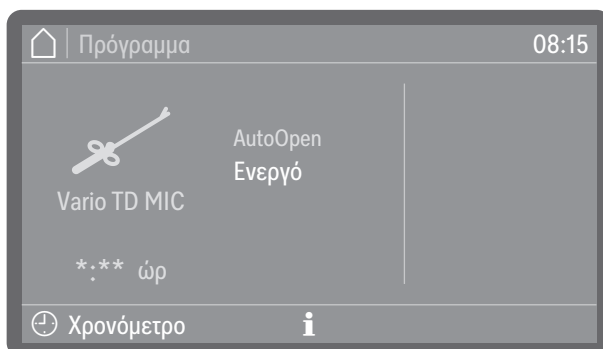 Πρόγραμμα 08:15
AutoOpen
Ενεργό
Vario TD MIC
*:** ώρ
Χρονόμετρο i